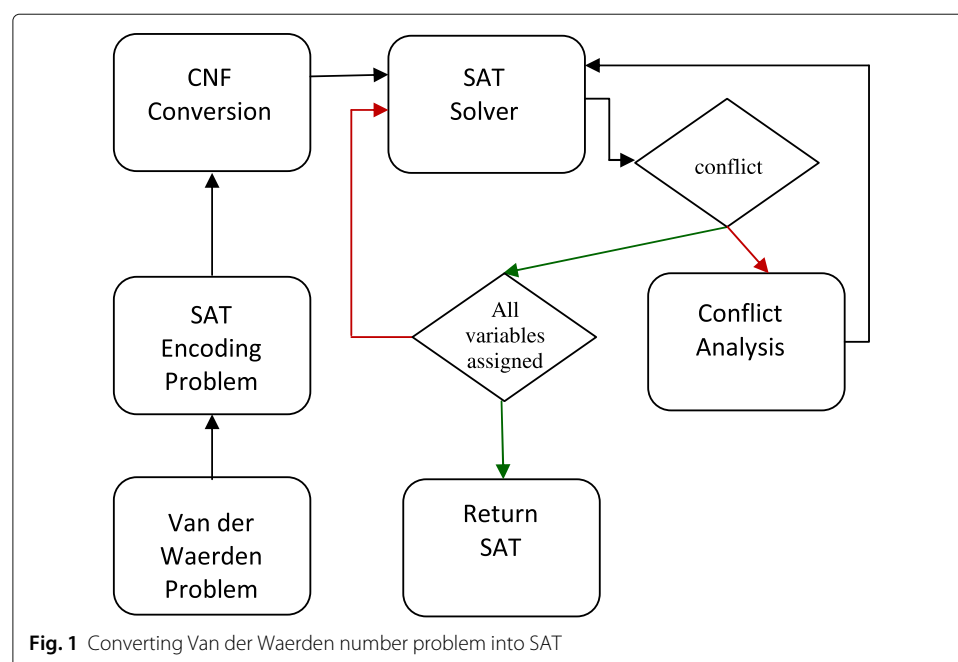 CNF
Conversion
SAT
Solver
conflict
SAT
Encoding
Problem
All
variables
assigned
Conflict
Analysis
Van der
Waerden
Problem
Return
SAT
Fig. 1 Converting Van der Waerden number problem into SAT